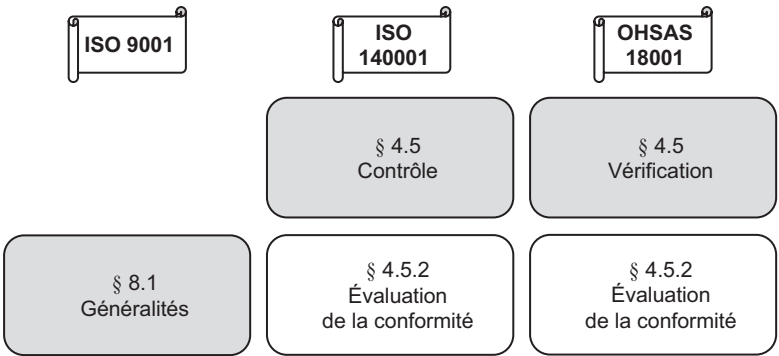 ISO 9001
ISO
140001
OHSAS
18001
§ 4.5
Contrôle
§ 4.5
Vérification
§ 8.1
Généralités
§ 4.5.2
Évaluation
de la conformité
§ 4.5.2
Évaluation
de la conformité